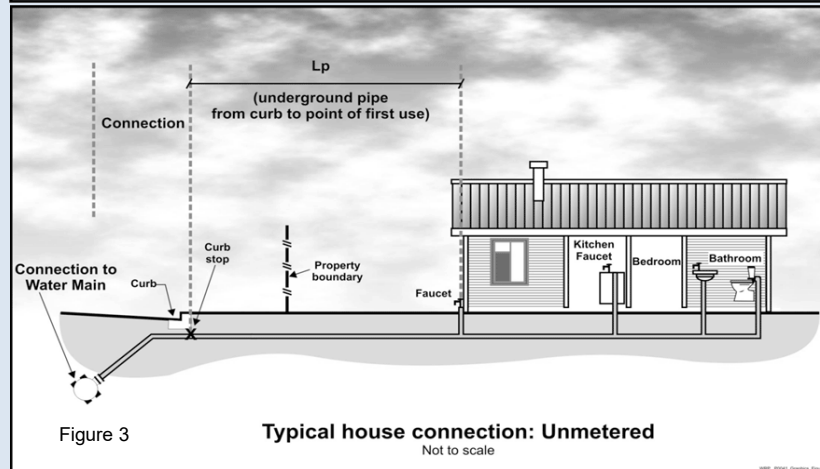 Lp
(underground pipe
from curb to point of first use)
Connection
Curb
stop
Property
boundary
Connection to
Water Main
Curb
Faucet
Kitchen
Faucet
Bedroom
Bathroom
Figure 3
Typical house connection: Unmetered
Not to scale